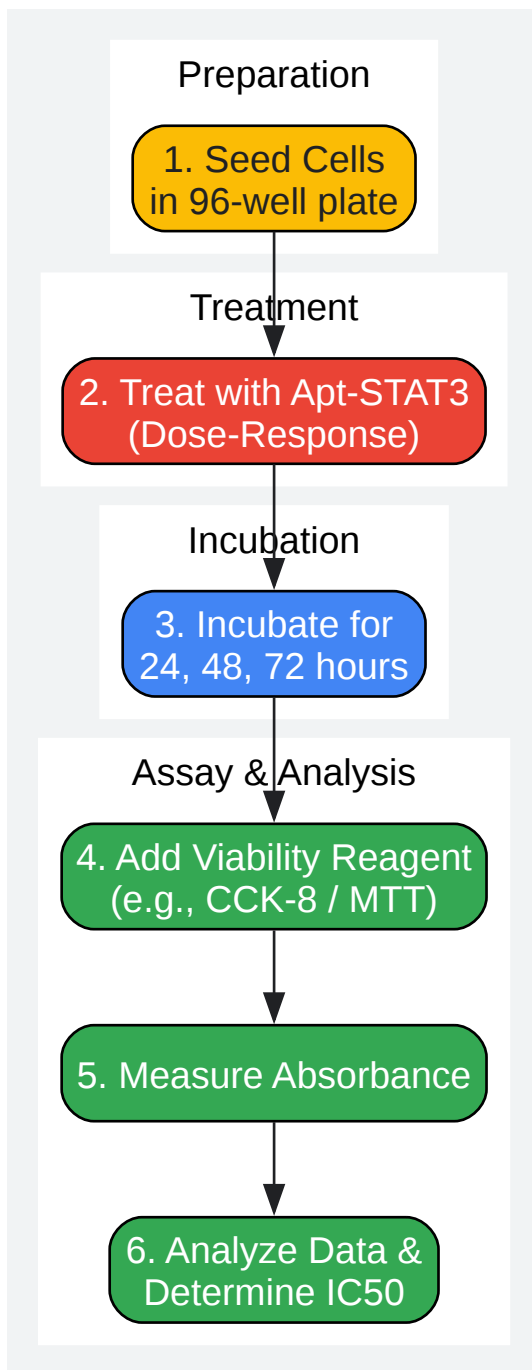 Preparation
1. Seed Cells
in 96-well plate
Treatment
2. Treat with Apt-STAT3
(Dose-Response)
Incubation
3. Incubate for
24, 48, 72 hours
Assay & Analysis
4. Add Viability Reagent
(e.g., CCK-8 / MTT)
5. Measure Absorbance
6. Analyze Data &
Determine IC50